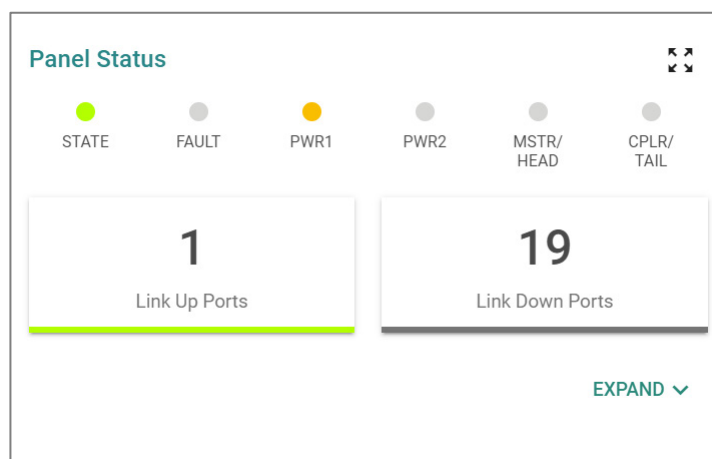 Panel Status
STATE
FAULT
PWR1
PWR2
MSTR/
HEAD
CPLR/
TAIL
1
Link Up Ports
19
Link Down Ports
EXPAND